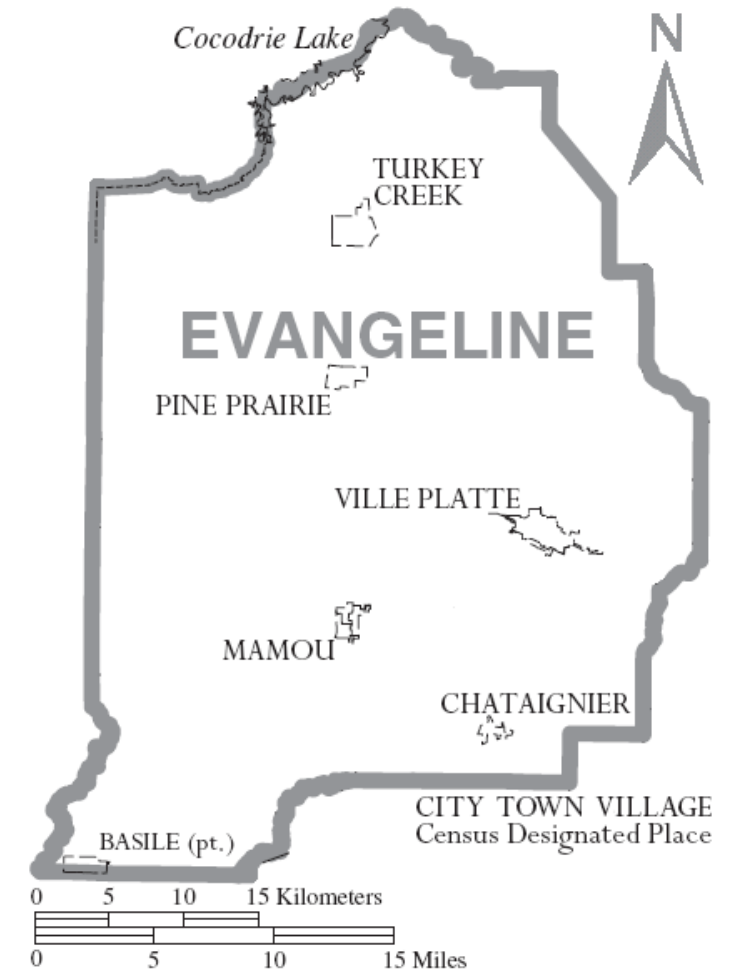 Cocodrie Lake
N
TURKEY
CREEK
EVANGELINE
PINE PRAIRIE
VILLE PLATTE
MAMOU
CHATAIGNIER
CITY TOWN VILLAGE
Census Designated Place
BASILE (pt.)
0 5 10 15 Kilometers
0 5 10 15 Miles